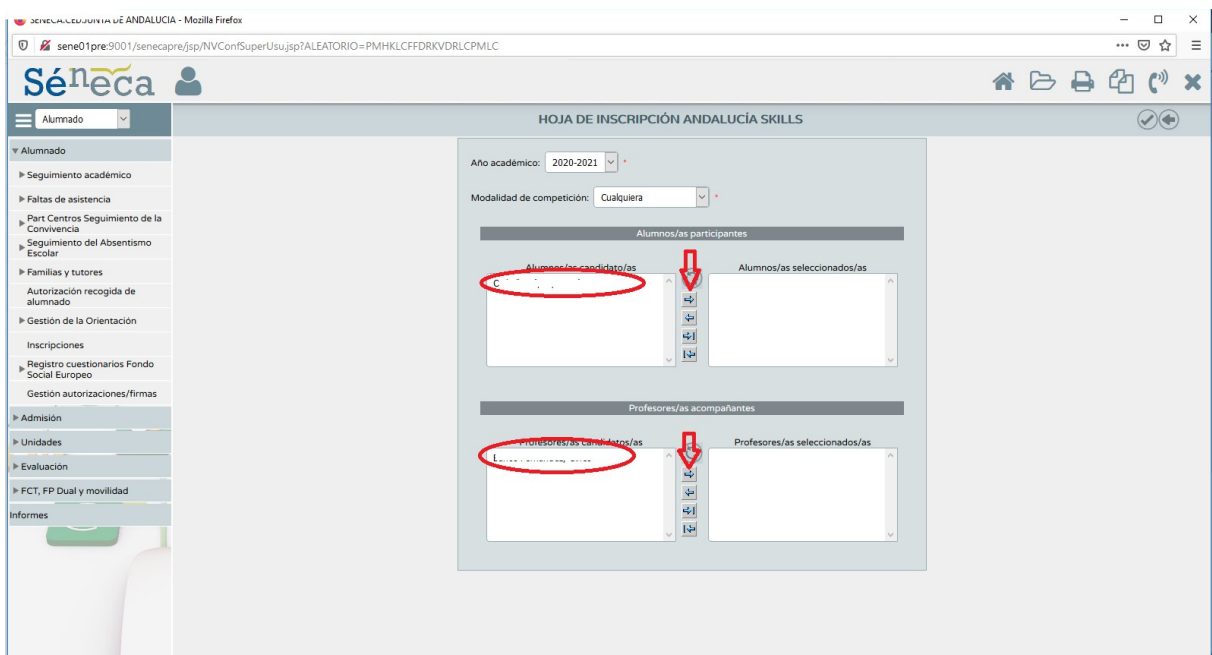 SENECA.CED.JUNTA DE ANDALUCIA - Mozilla Firefox
sene01pre:9001/senecapre/jsp/NVConfSuperUsu.jsp?ALEATORIO=PMHKLCFFDRKVDRLCPMLC
Séneca
Alumnado
HOJA DE INSCRIPCIÓN ANDALUCÍA SKILLS
Alumnado
Seguimiento académico
Faltas de asistencia
Part Centros Seguimiento de la
Convivencia
Seguimiento del Absentismo
Escolar
Familias y tutores
Autorización recogida de
alumnado
Gestión de la Orientación
Inscripciones
Registro cuestionarios Fondo
Social Europeo
Gestión autorizaciones/firmas
Admisión
Unidades
Evaluación
FCT, FP Dual y movilidad
Informes
Año académico: 2020-2021 *
Modalidad de competición: Cualquiera *
Alumnos/as participantes
Alumnos/as candidato/as
Alumnos/as seleccionados/as
Profesores/as acompañantes
Profesores/as candidatos/as
Profesores/as seleccionados/as